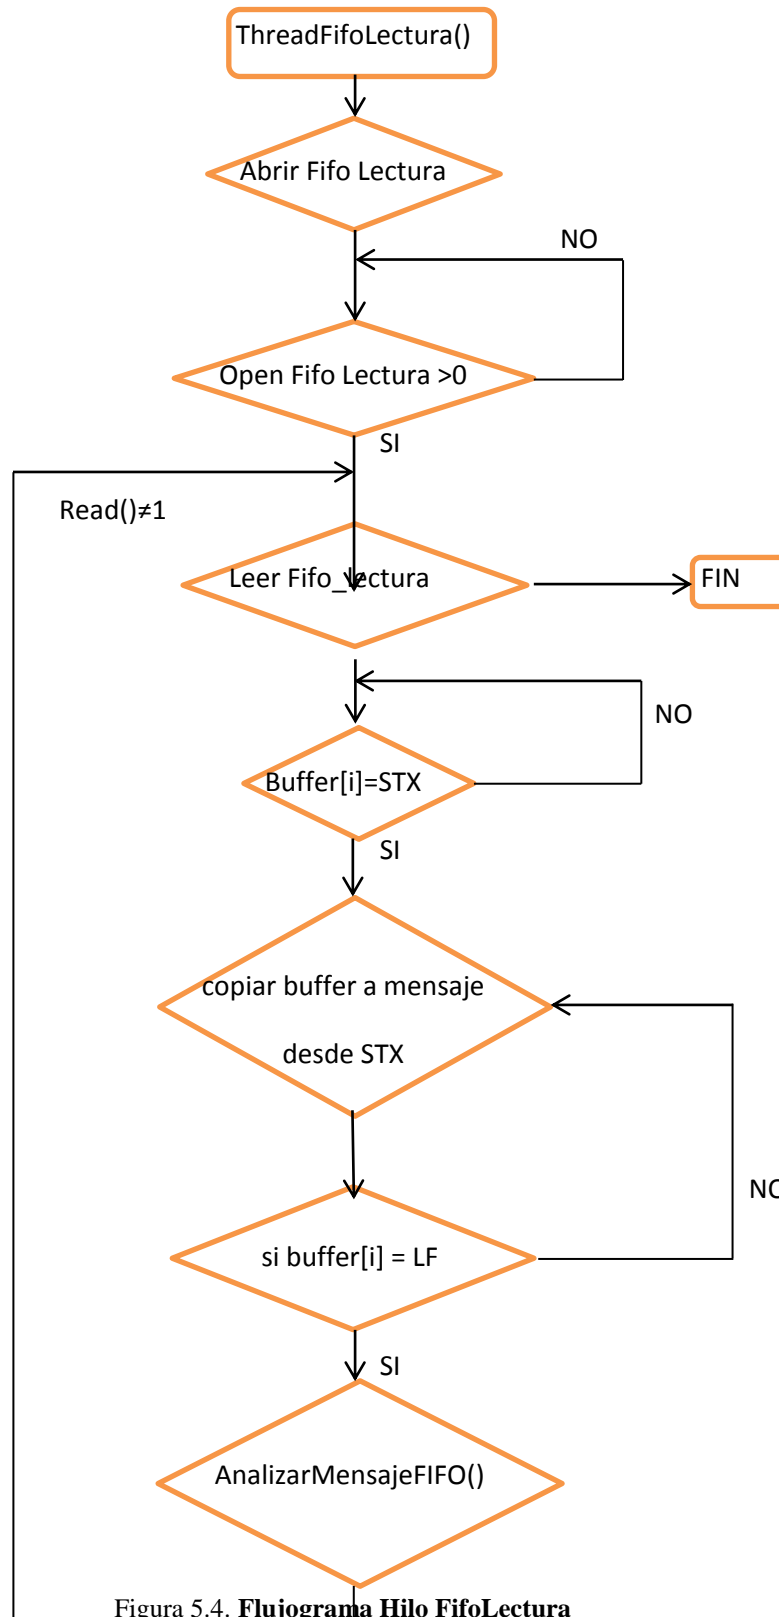 ThreadFifoLectura()
Abrir Fifo Lectura
NO
Open Fifo Lectura >0
SI
Read()≠1
Leer Fifo_lectura
FIN
NO
Buffer[i]=STX
SI
copiar buffer a mensaje
desde STX
NO
si buffer[i] = LF
SI
AnalizarMensajeFIFO()
Figura 5.4. Flujograma Hilo FifoLectura